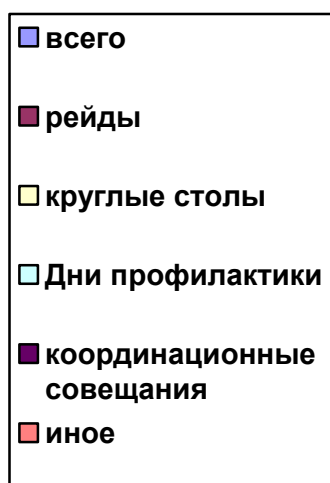 всего
рейды
круглые столы
Дни профилактики
координационные
совещания
иное